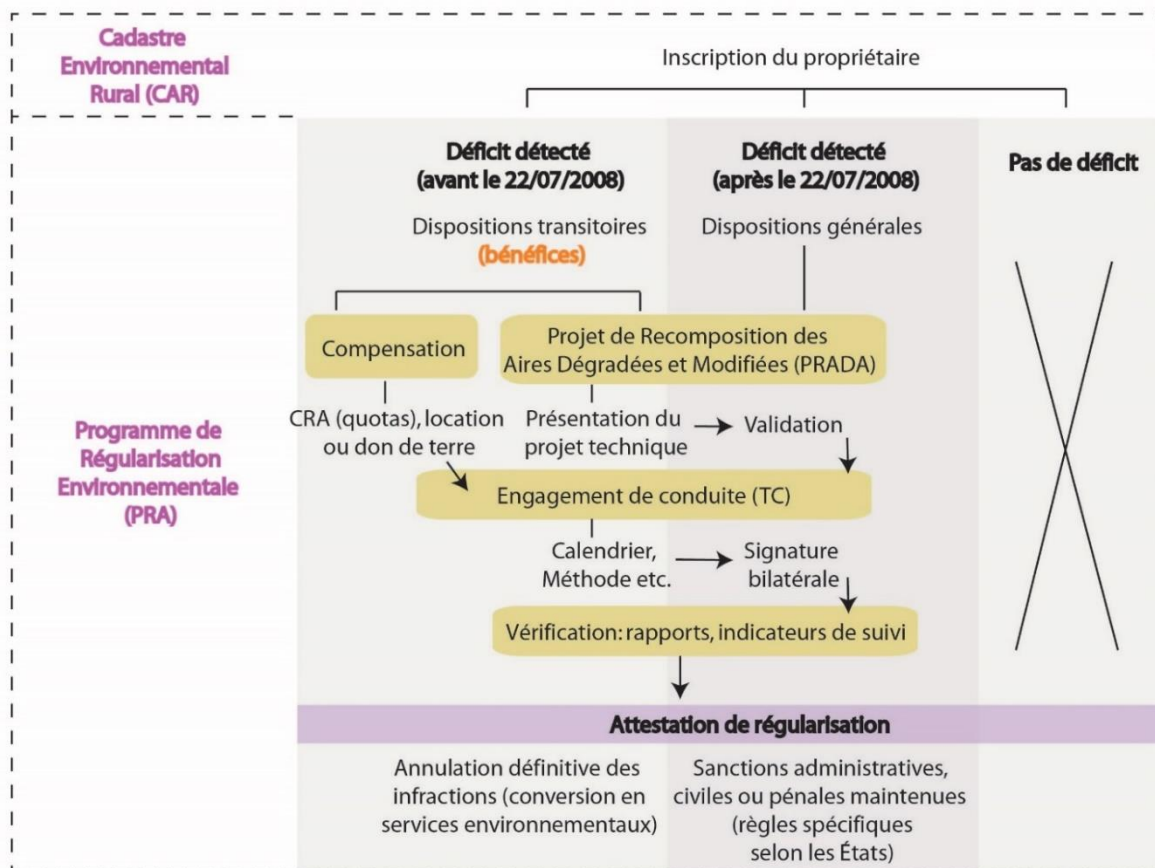 Cadastre
Environnemental
Rural (CAR)
Inscription du propriétaire
Déficit détecté
(avant le 22/07/2008)
Déficit détecté
(après le 22/07/2008)
Pas de déficit
Dispositions transitoires
(bénéfices)
Dispositions générales
Compensation
Projet de Recomposition des
Aires Dégradées et Modifiées (PRADA)
CRA (quotas), location
ou don de terre
Présentation du
projet technique
Validation
Programme de
Régularisation
Environnementale
(PRA)
Engagement de conduite (TC)
Calendrier,
Méthode etc.
Signature
bilatérale
Vérification: rapports, indicateurs de suivi
Attestation de régularisation
Annulation définitive des
infractions (conversion en
services environnementaux)
Sanctions administratives,
civiles ou pénales maintenues
(règles spécifiques
selon les États)